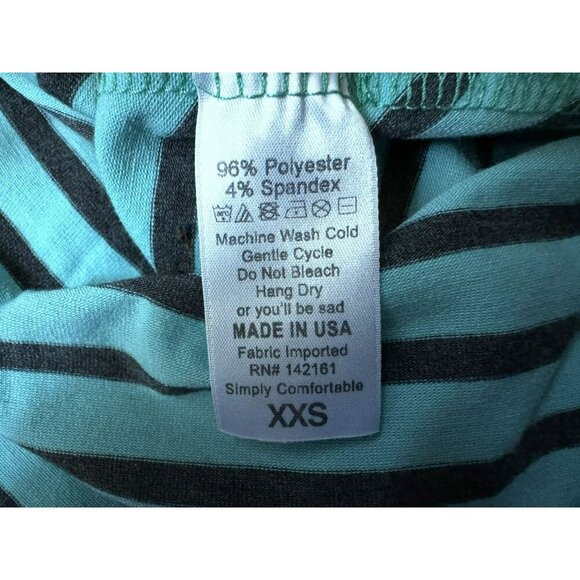 96% Polyester
4% Spandex
Machine Wash Cold
Gentle Cycle
Do Not Bleach
Hang Dry
or you'll be sad
MADE IN USA
Fabric Imported
RN# 142161
Simply Comfortable
XXS